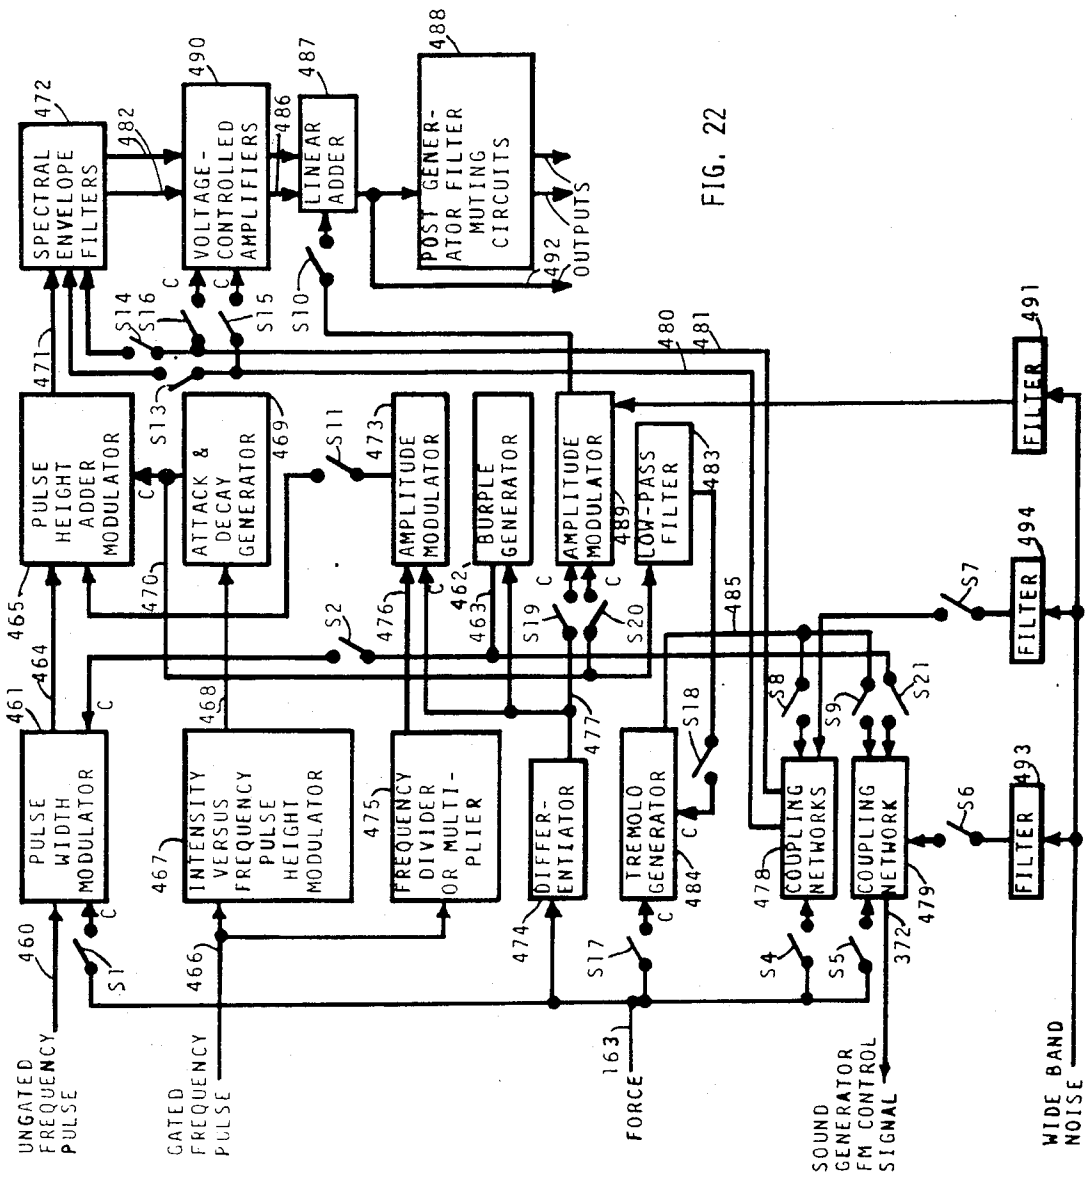 UNGATED
FREQUENCY
PULSE
460
S1
C
PULSE
WIDTH
MODULATOR
461
464
C
465
PULSE
HEIGHT
ADDER
MODULATOR
C
471
SPECTRAL
ENVELOPE
FILTERS
472
482
GATED
FREQUENCY
PULSE
466
467
INTENSITY
VERSUS
FREQUENCY
PULSE
HEIGHT
MODULATOR
468
470
ATTACK &
DECAY
GENERATOR
469
S13
S14
S16
S15
C
C
VOLTAGE-
CONTROLLED
AMPLIFIERS
490
486
S2
S11
S10
LINEAR
ADDER
487
475
FREQUENCY
DIVIDER
OR MULTI-
PLIER
476
C
AMPLITUDE
MODULATOR
473
POST GENER-
ATOR FILTER
MUTING
CIRCUITS
488
492
OUTPUTS
462
463
BURPLE
GENERATOR
474
DIFFER-
ENTIATOR
477
S19
S20
C
C
AMPLITUDE
MODULATOR
489
LOW-PASS
FILTER
483
480
481
FORCE
163
S17
C
TREMOLO
GENERATOR
484
C
S18
485
S4
478
COUPLING
NETWORKS
S8
S5
COUPLING
NETWORK
479
S9
S21
372
SOUND
GENERATOR
FM CONTROL
SIGNAL
S6
S7
FILTER
493
FILTER
494
FILTER
491
WIDE BAND
NOISE
FIG. 22